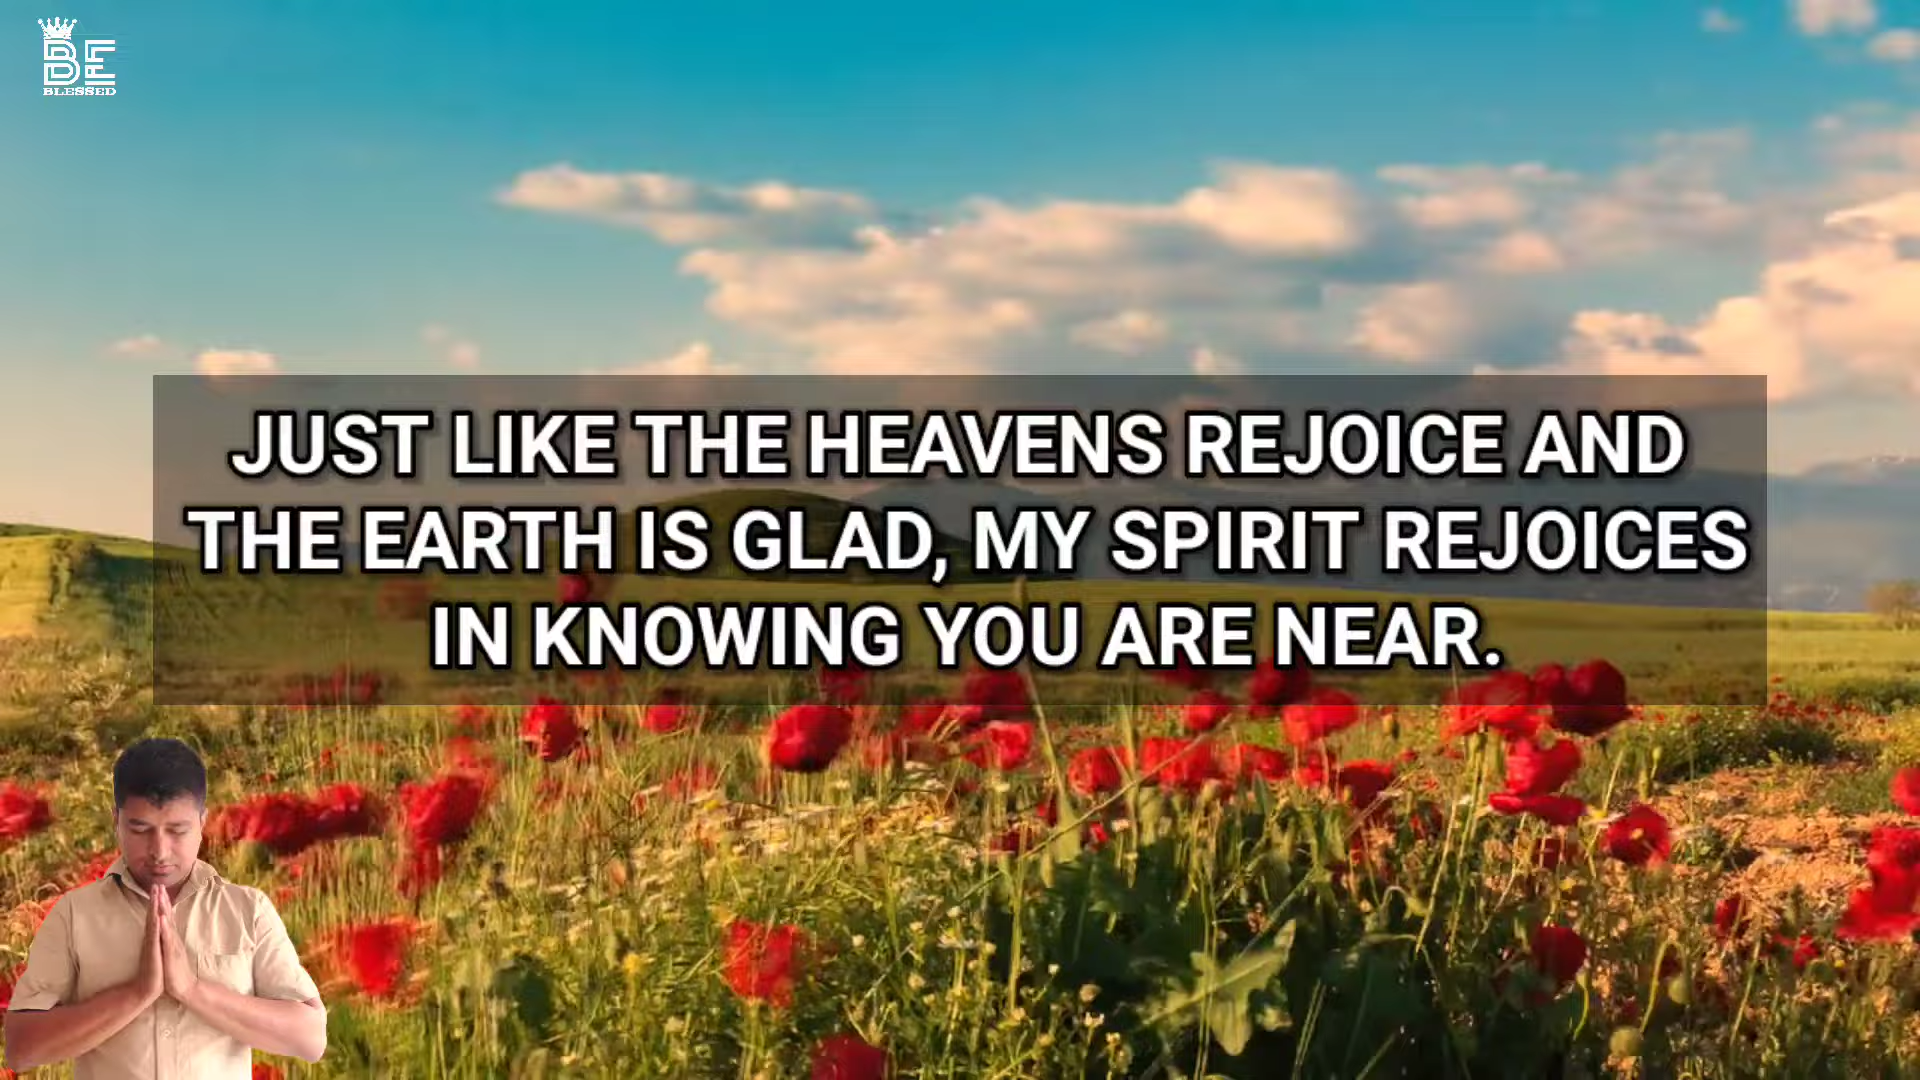 BE
BLESSED
JUST LIKE THE HEAVENS REJOICE AND
THE EARTH IS GLAD, MY SPIRIT REJOICES
IN KNOWING YOU ARE NEAR.